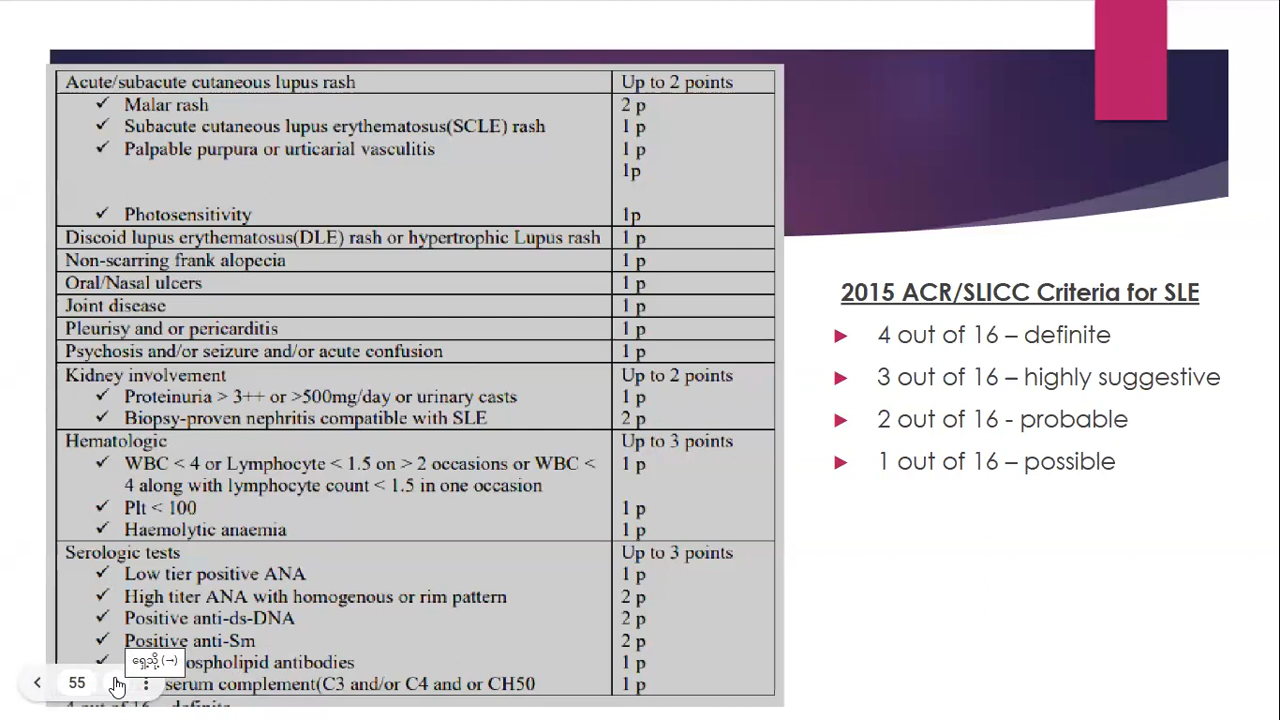 Acute/subacute cutaneous lupus rash Up to 2 points
✓ Malar rash 2 p
✓ Subacute cutaneous lupus erythematosus(SCLE) rash 1 p
✓ Palpable purpura or urticarial vasculitis 1 p
1p
✓ Photosensitivity 1p
Discoid lupus erythematosus(DLE) rash or hypertrophic Lupus rash 1 p
Non-scarring frank alopecia 1 p
Oral/Nasal ulcers 1 p
Joint disease 1 p
Pleurisy and or pericarditis 1 p
Psychosis and/or seizure and/or acute confusion 1 p
Kidney involvement Up to 2 points
✓ Proteinuria > 3++ or >500mg/day or urinary casts 1 p
✓ Biopsy-proven nephritis compatible with SLE 2 p
Hematologic Up to 3 points
✓ WBC < 4 or Lymphocyte < 1.5 on > 2 occasions or WBC < 1 p
4 along with lymphocyte count < 1.5 in one occasion
✓ Plt < 100 1 p
✓ Haemolytic anaemia 1 p
Serologic tests Up to 3 points
✓ Low tier positive ANA 1 p
✓ High titer ANA with homogenous or rim pattern 2 p
✓ Positive anti-ds-DNA 2 p
✓ Positive anti-Sm 2 p
ospholipid antibodies 1 p
serum complement(C3 and/or C4 and or CH50 1 p
4 out of 16 – definite
ရှေ့သို့ (→)
55
2015 ACR/SLICC Criteria for SLE
4 out of 16 – definite
3 out of 16 – highly suggestive
2 out of 16 - probable
1 out of 16 – possible